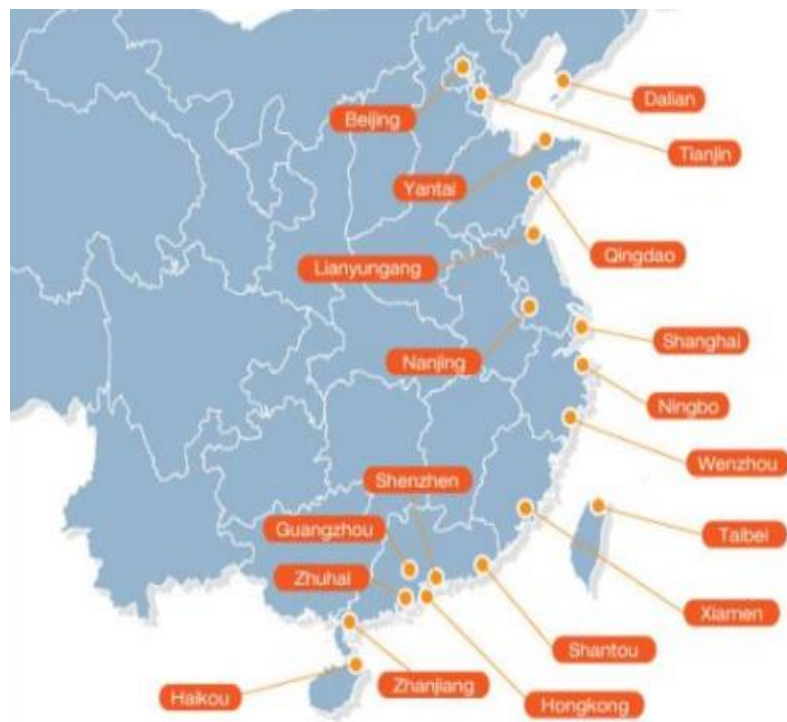 Dalian
Beijing
Tianjin
Yantai
Qingdao
Lianyungang
Shanghai
Nanjing
Ningbo
Wenzhou
Shenzhen
Guangzhou
Taibei
Zhuhai
Xiamen
Shantou
Zhanjiang
Haikou
Hongkong